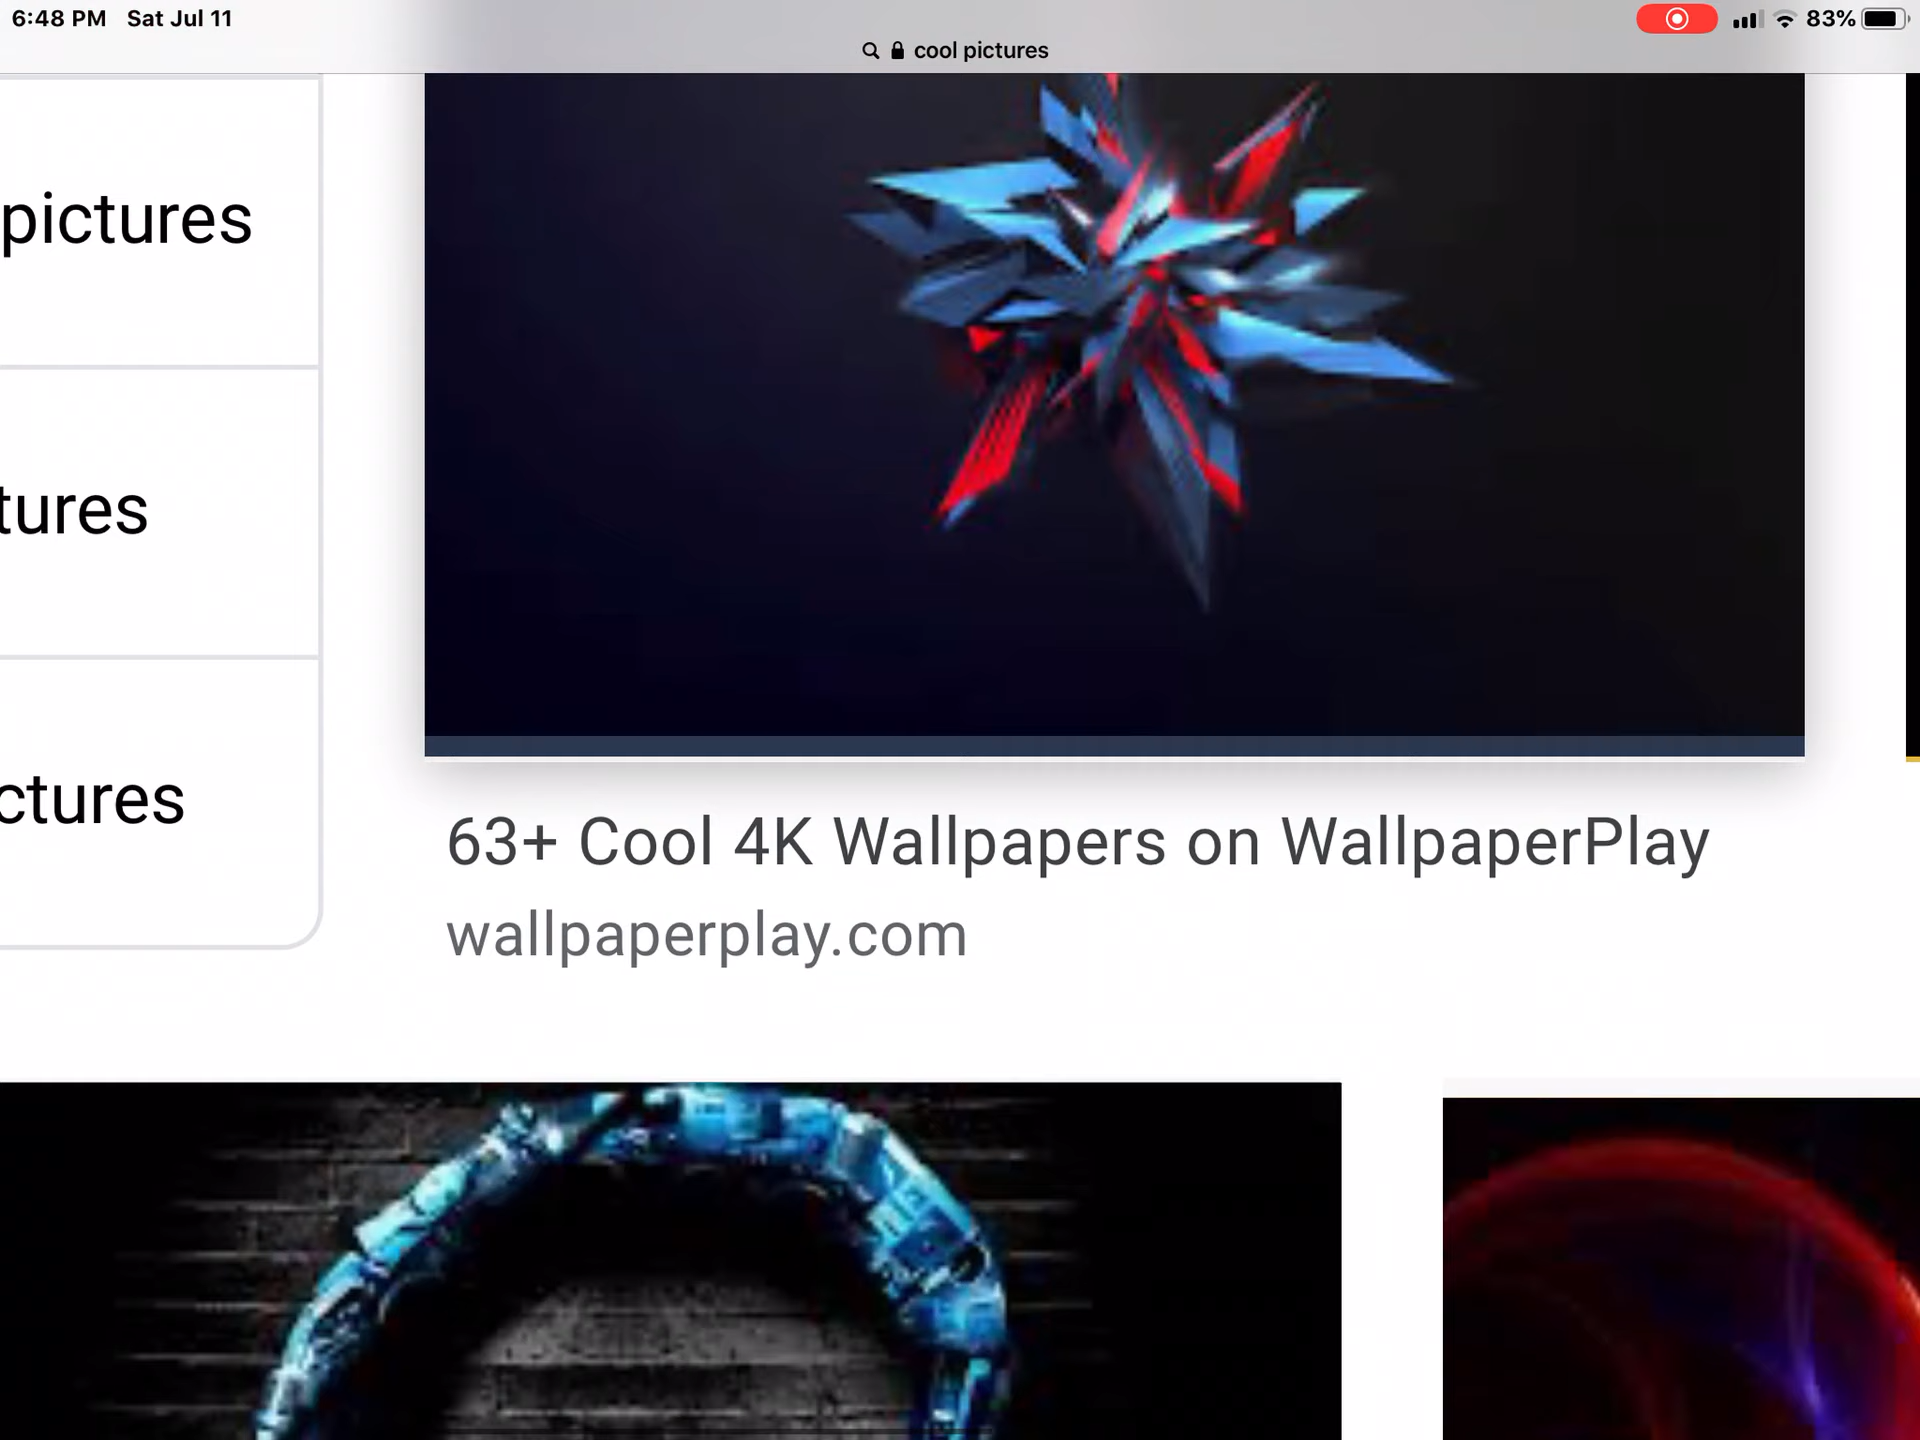 6:48 PM Sat Jul 11
83%
cool pictures
pictures
tures
ctures
63+ Cool 4K Wallpapers on WallpaperPlay
wallpaperplay.com